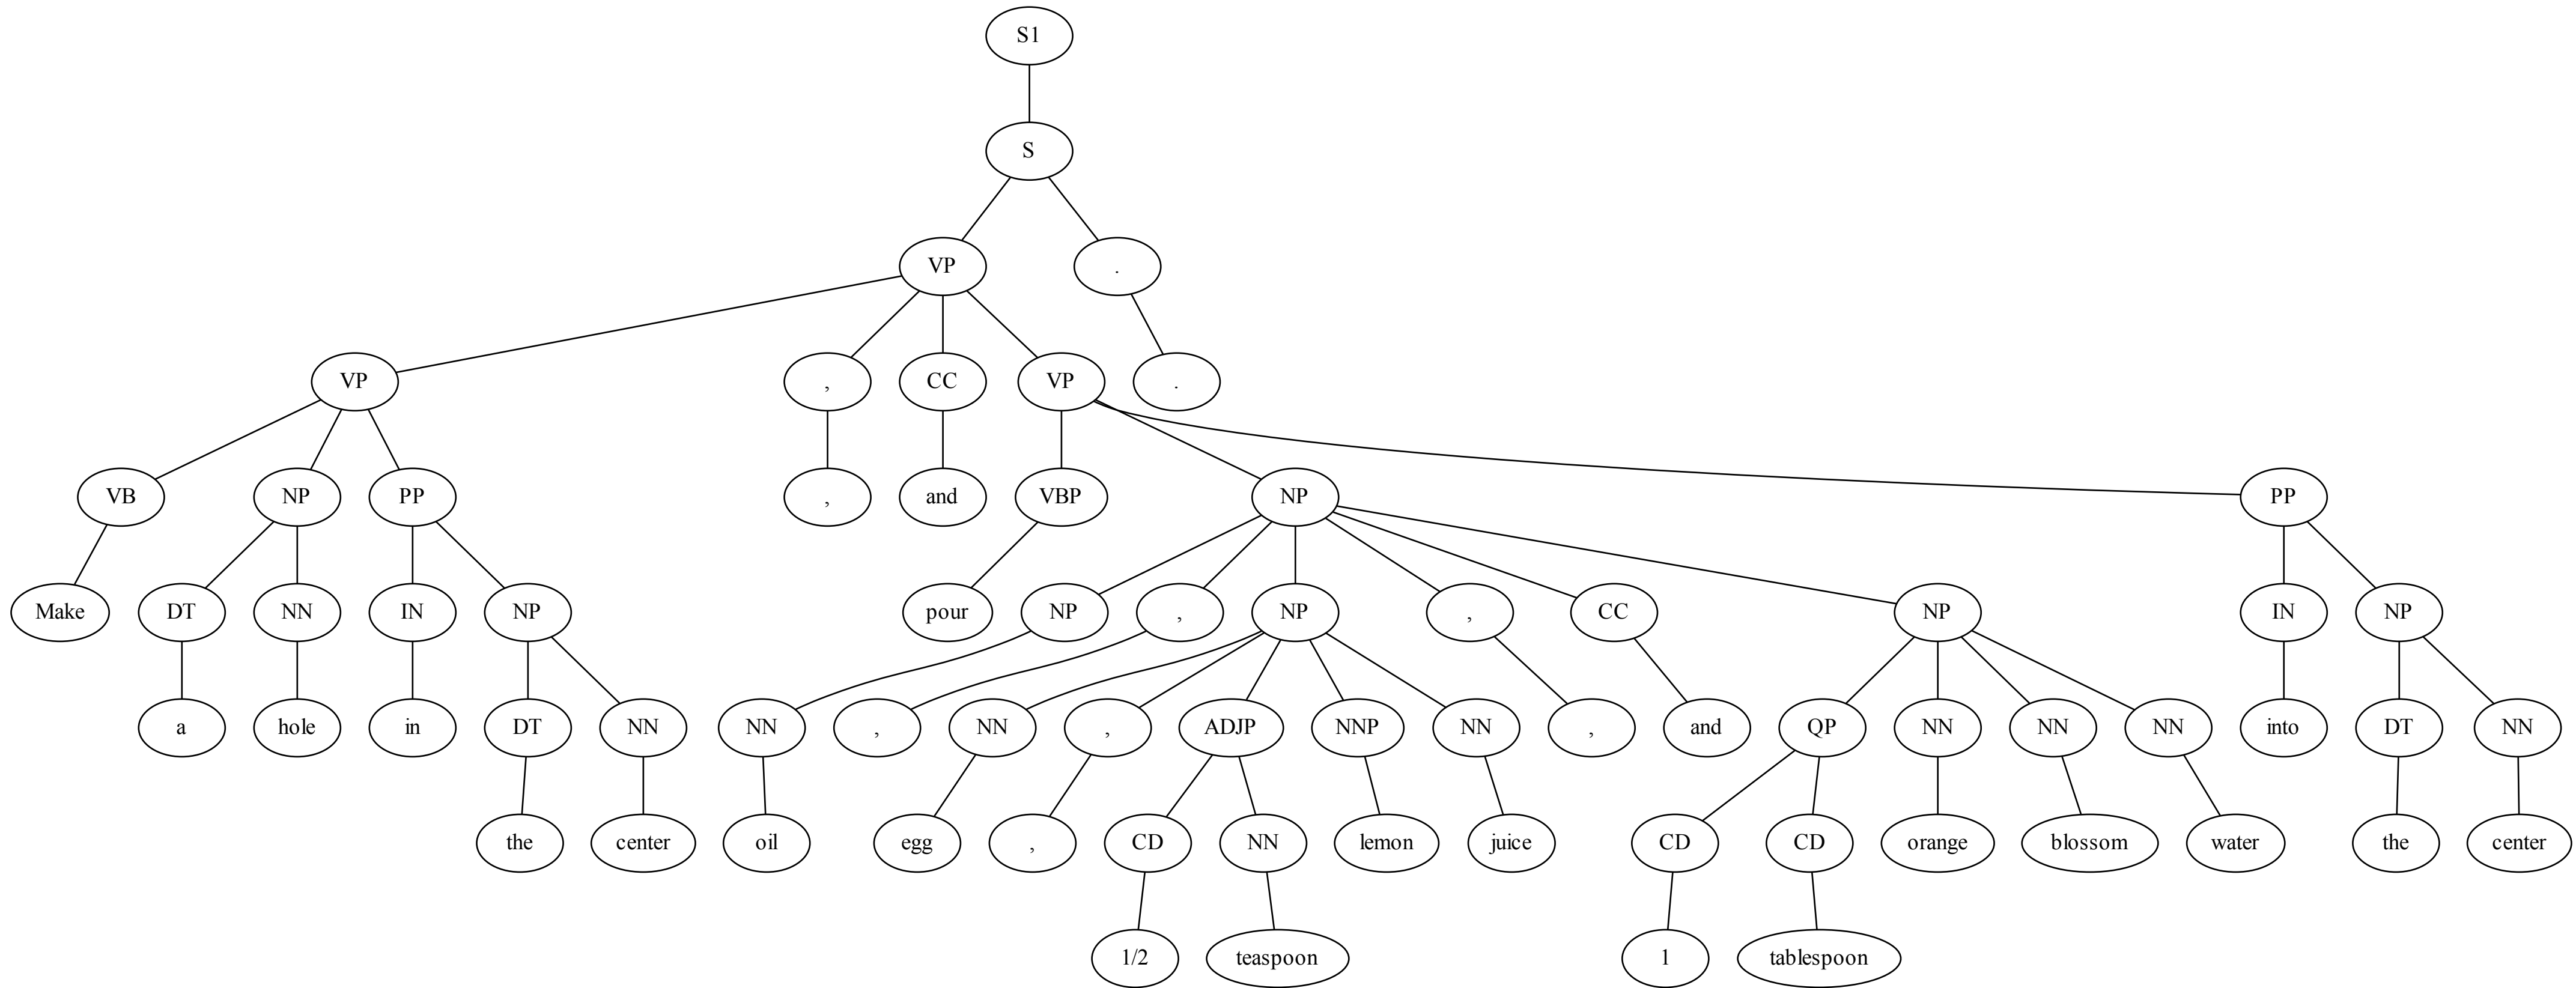 S1
S
VP .
VP , CC VP .
VB NP PP , and VBP NP PP
Make DT NN IN NP pour NP , NP , CC NP IN NP
a hole in DT NN NN , NN , ADJP NNP NN , and QP NN NN NN into DT NN
the center oil egg , CD NN lemon juice CD CD orange blossom water the center
1/2 teaspoon 1 tablespoon